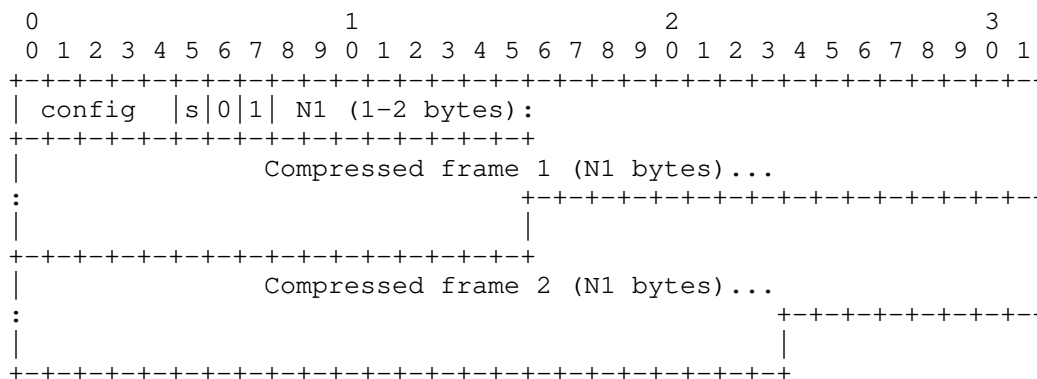 0                   1                   2                   3
 0 1 2 3 4 5 6 7 8 9 0 1 2 3 4 5 6 7 8 9 0 1 2 3 4 5 6 7 8 9 0 1
+-+-+-+-+-+-+-+-+-+-+-+-+-+-+-+-+-+-+-+-+-+-+-+-+-+-+-+-+-+-+-+-
| config  |s|0|1| N1 (1-2 bytes):
+-+-+-+-+-+-+-+-+-+-+-+-+-+-+-+-+
|               Compressed frame 1 (N1 bytes)...
:                               +-+-+-+-+-+-+-+-+-+-+-+-+-+-+-+-
|                               |
+-+-+-+-+-+-+-+-+-+-+-+-+-+-+-+-+
|               Compressed frame 2 (N1 bytes)...
:                                               +-+-+-+-+-+-+-+-
|                                               |
+-+-+-+-+-+-+-+-+-+-+-+-+-+-+-+-+-+-+-+-+-+-+-+-+